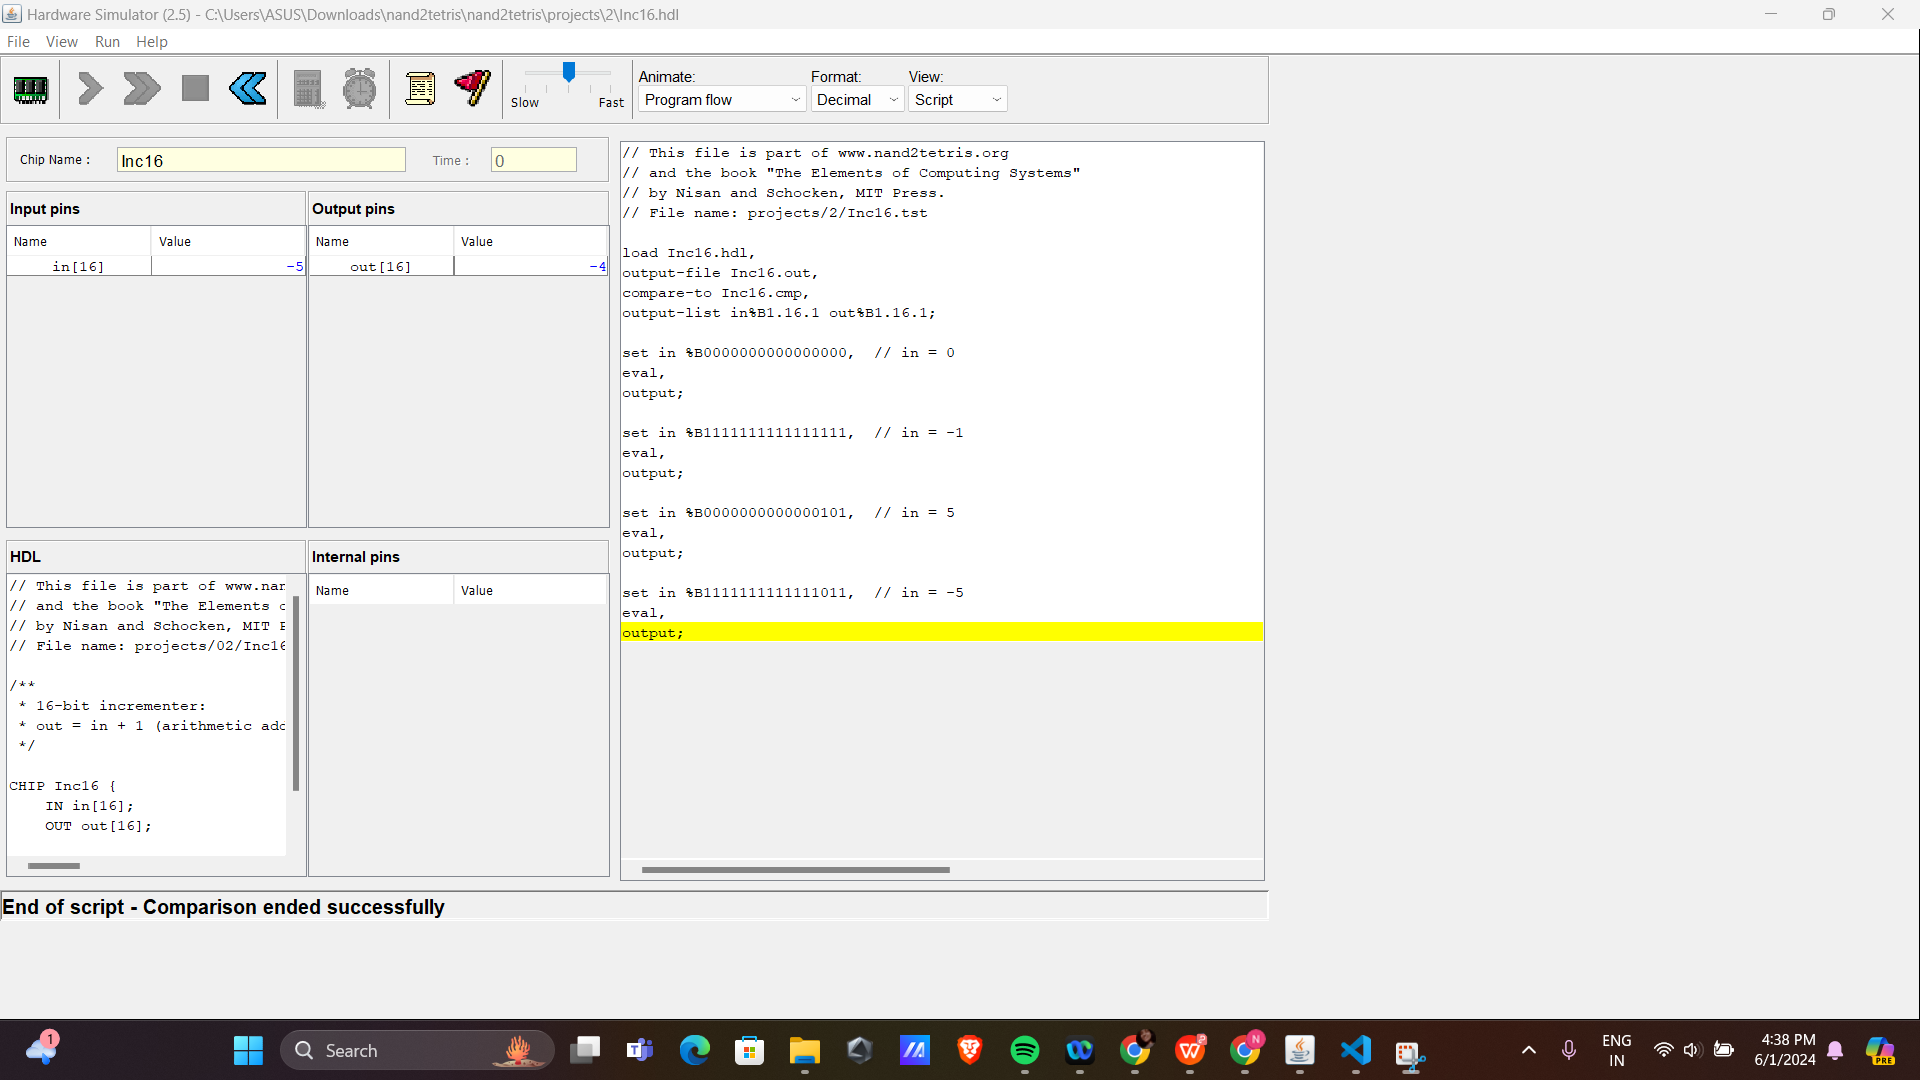 Hardware Simulator (2.5) - C:\Users\ASUS\Downloads\nand2tetris\nand2tetris\projects\2\Inc16.hdl
File View Run Help
Slow Fast
Animate: Format: View:
Program flow Decimal Script
Chip Name : Inc16 Time : 0
Input pins
Name Value
in[16] -5
Output pins
Name Value
out[16] -4
HDL
// This file is part of www.nan
// and the book "The Elements o
// by Nisan and Schocken, MIT P
// File name: projects/02/Inc16
/**
* 16-bit incrementer:
* out = in + 1 (arithmetic add
*/
CHIP Inc16 {
IN in[16];
OUT out[16];
Internal pins
Name Value
// This file is part of www.nand2tetris.org
// and the book "The Elements of Computing Systems"
// by Nisan and Schocken, MIT Press.
// File name: projects/2/Inc16.tst
load Inc16.hdl,
output-file Inc16.out,
compare-to Inc16.cmp,
output-list in%B1.16.1 out%B1.16.1;
set in %B0000000000000000, // in = 0
eval,
output;
set in %B1111111111111111, // in = -1
eval,
output;
set in %B0000000000000101, // in = 5
eval,
output;
set in %B1111111111111011, // in = -5
eval,
output;
End of script - Comparison ended successfully
1
Search
N
ENG
IN
4:38 PM
6/1/2024
PRE